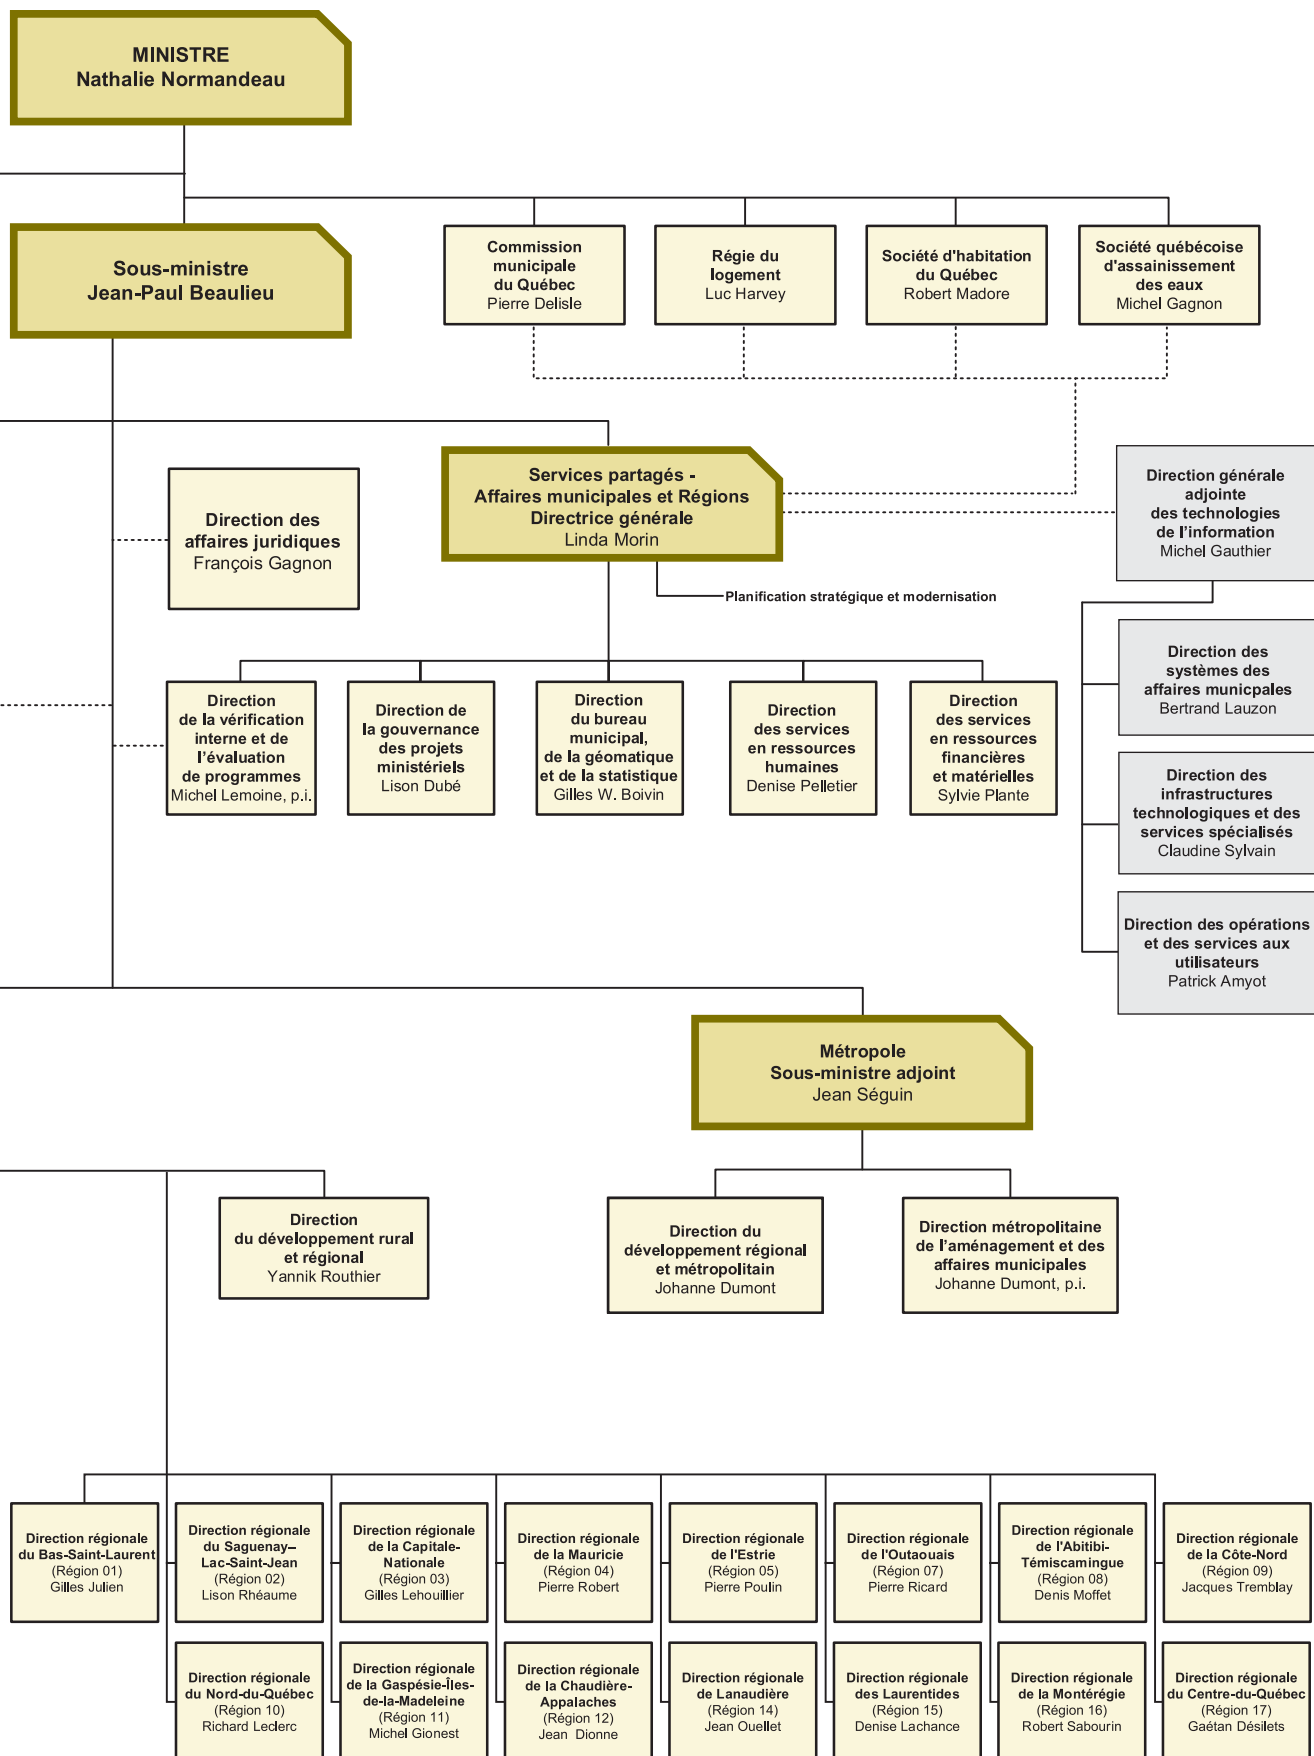 MINISTRE
Nathalie Normandeau
Sous-ministre
Jean-Paul Beaulieu
Commission
municipale
du Québec
Pierre Delisle
Régie du
logement
Luc Harvey
Société d'habitation
du Québec
Robert Madore
Société québécoise
d'assainissement
des eaux
Michel Gagnon
Services partagés -
Affaires municipales et Régions
Directrice générale
Linda Morin
Direction générale
adjointe
des technologies
de l'information
Michel Gauthier
Direction des
affaires juridiques
François Gagnon
Planification stratégique et modernisation
Direction
de la vérification
interne et de
l'évaluation
de programmes
Michel Lemoine, p.i.
Direction de
la gouvernance
des projets
ministériels
Lison Dubé
Direction
du bureau
municipal,
de la géomatique
et de la statistique
Gilles W. Boivin
Direction
des services
en ressources
humaines
Denise Pelletier
Direction
des services
en ressources
financières
et matérielles
Sylvie Plante
Direction des
systèmes des
affaires municpales
Bertrand Lauzon
Direction des
infrastructures
technologiques et des
services spécialisés
Claudine Sylvain
Direction des opérations
et des services aux
utilisateurs
Patrick Amyot
Métropole
Sous-ministre adjoint
Jean Séguin
Direction
du développement rural
et régional
Yannik Routhier
Direction du
développement régional
et métropolitain
Johanne Dumont
Direction métropolitaine
de l'aménagement et des
affaires municipales
Johanne Dumont, p.i.
Direction régionale
du Bas-Saint-Laurent
(Région 01)
Gilles Julien
Direction régionale
du Saguenay–
Lac-Saint-Jean
(Région 02)
Lison Rhéaume
Direction régionale
de la Capitale-
Nationale
(Région 03)
Gilles Lehouillier
Direction régionale
de la Mauricie
(Région 04)
Pierre Robert
Direction régionale
de l'Estrie
(Région 05)
Pierre Poulin
Direction régionale
de l'Outaouais
(Région 07)
Pierre Ricard
Direction régionale
de l'Abitibi-
Témiscamingue
(Région 08)
Denis Moffet
Direction régionale
de la Côte-Nord
(Région 09)
Jacques Tremblay
Direction régionale
du Nord-du-Québec
(Région 10)
Richard Leclerc
Direction régionale
de la Gaspésie-Îles-
de-la-Madeleine
(Région 11)
Michel Gionest
Direction régionale
de la Chaudière-
Appalaches
(Région 12)
Jean Dionne
Direction régionale
de Lanaudière
(Région 14)
Jean Ouellet
Direction régionale
des Laurentides
(Région 15)
Denise Lachance
Direction régionale
de la Montérégie
(Région 16)
Robert Sabourin
Direction régionale
du Centre-du-Québec
(Région 17)
Gaétan Désilets